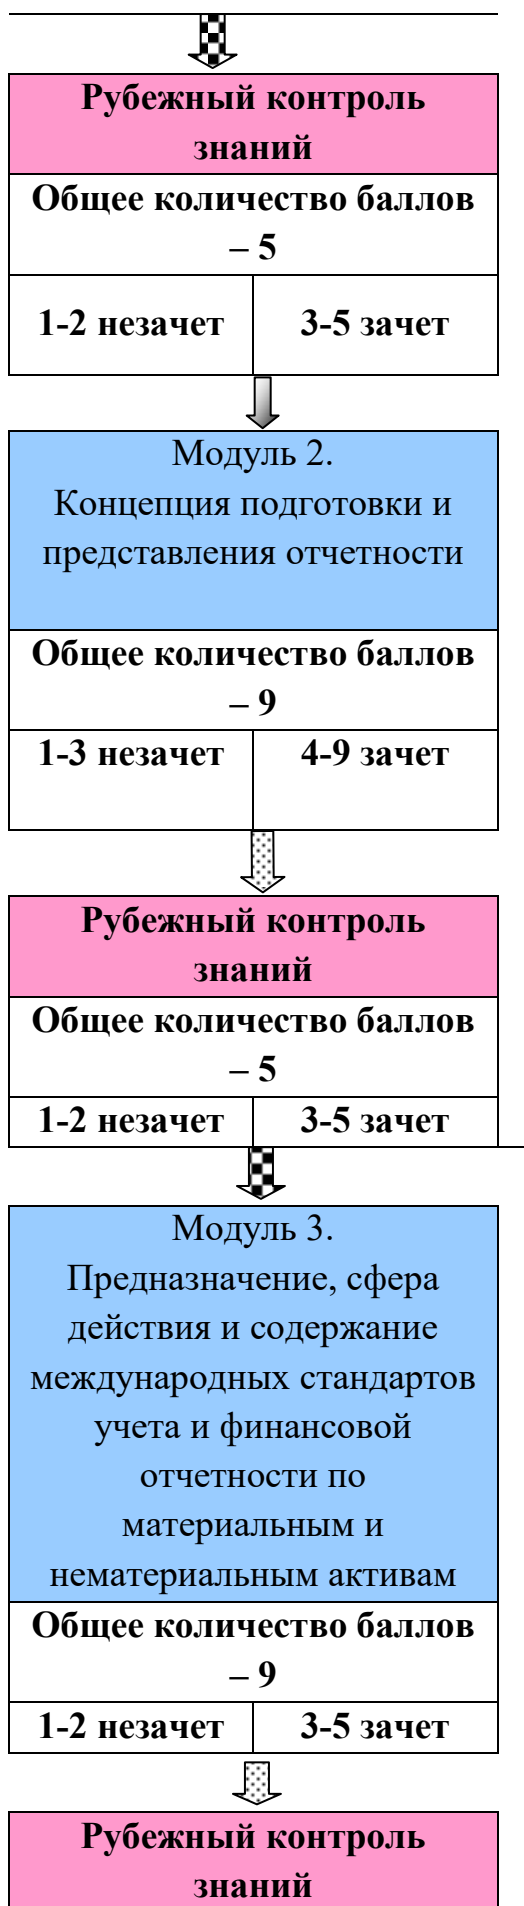 Рубежный контроль
знаний
Общее количество баллов
– 5
1-2 незачет 3-5 зачет
Модуль 2.
Концепция подготовки и
представления отчетности
Общее количество баллов
– 9
1-3 незачет 4-9 зачет
Рубежный контроль
знаний
Общее количество баллов
– 5
1-2 незачет 3-5 зачет
Модуль 3.
Предназначение, сфера
действия и содержание
международных стандартов
учета и финансовой
отчетности по
материальным и
нематериальным активам
Общее количество баллов
– 9
1-2 незачет 3-5 зачет
Рубежный контроль
знаний